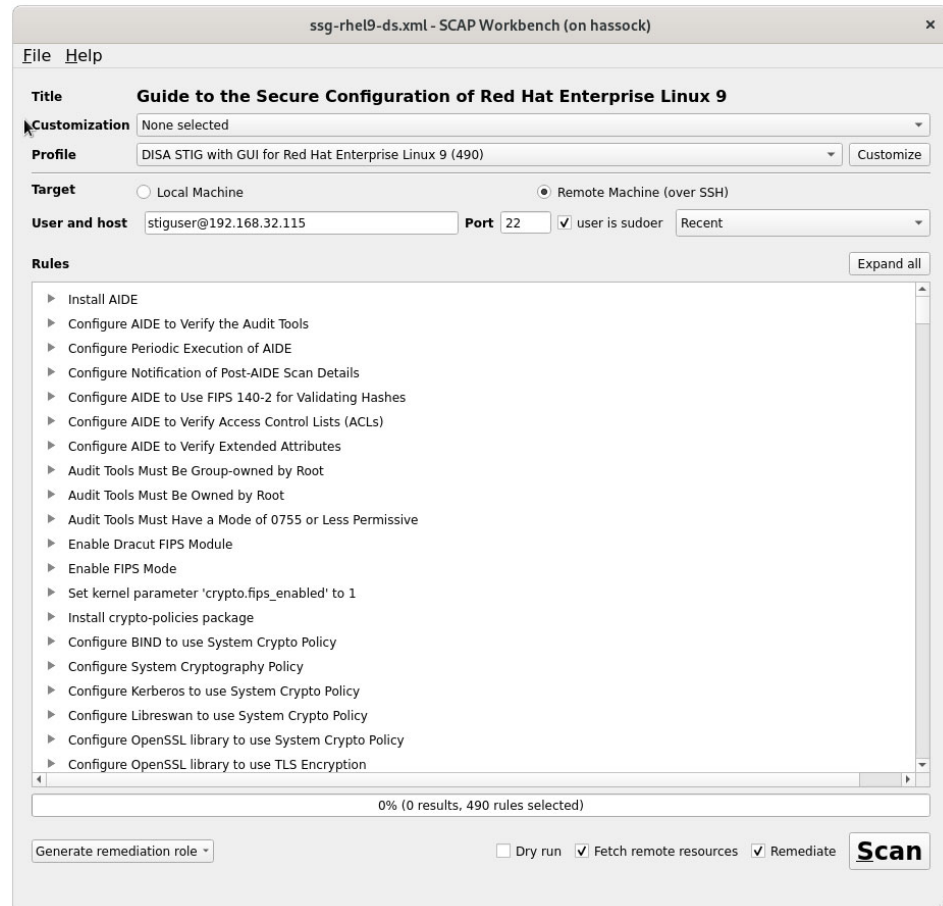 ssg-rhel9-ds.xml - SCAP Workbench (on hassock)
File Help
Title Guide to the Secure Configuration of Red Hat Enterprise Linux 9
Customization None selected
Profile DISA STIG with GUI for Red Hat Enterprise Linux 9 (490) Customize
Target Local Machine Remote Machine (over SSH)
User and host stiguser@192.168.32.115 Port 22 user is sudoer Recent
Rules Expand all
Install AIDE
Configure AIDE to Verify the Audit Tools
Configure Periodic Execution of AIDE
Configure Notification of Post-AIDE Scan Details
Configure AIDE to Use FIPS 140-2 for Validating Hashes
Configure AIDE to Verify Access Control Lists (ACLs)
Configure AIDE to Verify Extended Attributes
Audit Tools Must Be Group-owned by Root
Audit Tools Must Be Owned by Root
Audit Tools Must Have a Mode of 0755 or Less Permissive
Enable Dracut FIPS Module
Enable FIPS Mode
Set kernel parameter 'crypto.fips_enabled' to 1
Install crypto-policies package
Configure BIND to use System Crypto Policy
Configure System Cryptography Policy
Configure Kerberos to use System Crypto Policy
Configure Libreswan to use System Crypto Policy
Configure OpenSSL library to use System Crypto Policy
Configure OpenSSL library to use TLS Encryption
0% (0 results, 490 rules selected)
Generate remediation role Dry run Fetch remote resources Remediate Scan